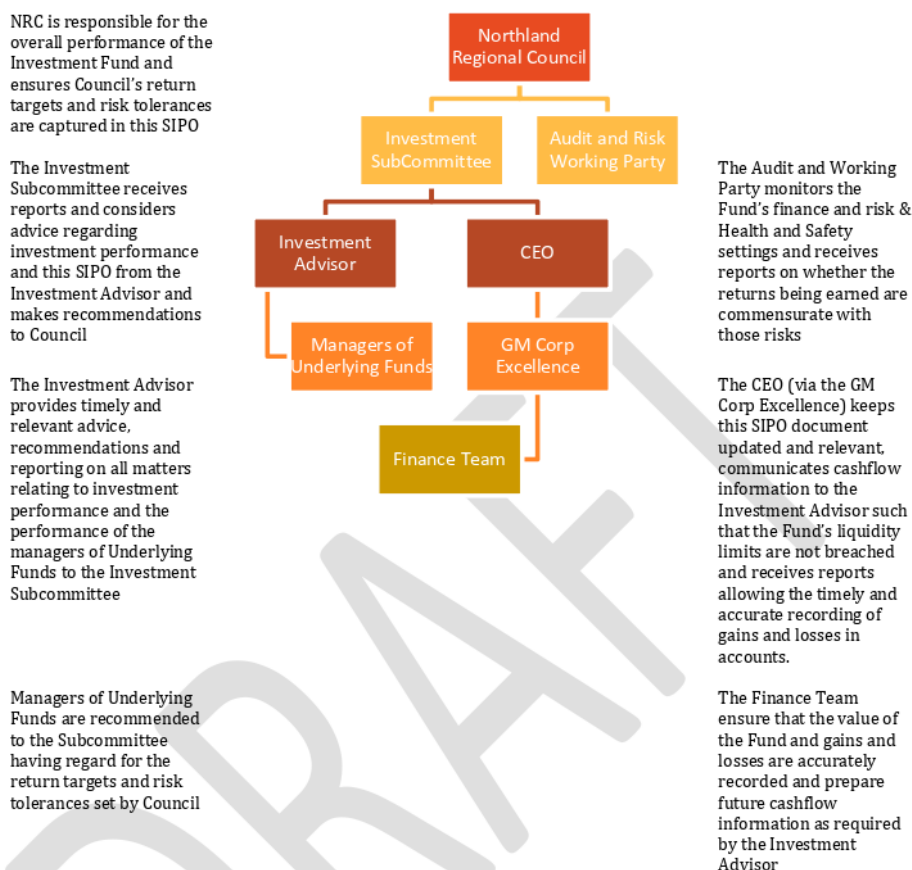 NRC is responsible for the
overall performance of the
Investment Fund and
ensures Council's return
targets and risk tolerances
are captured in this SIPO
The Investment
Subcommittee receives
reports and considers
advice regarding
investment performance
and this SIPO from the
Investment Advisor and
makes recommendations
to Council
The Investment Advisor
provides timely and
relevant advice,
recommendations and
reporting on all matters
relating to investment
performance and the
performance of the
managers of Underlying
Funds to the Investment
Subcommittee
Managers of Underlying
Funds are recommended
to the Subcommittee
having regard for the
return targets and risk
tolerances set by Council
Northland
Regional Council
Investment
SubCommittee
Audit and Risk
Working Party
Investment
Advisor
CEO
Managers of
Underlying Funds
GM Corp
Excellence
Finance Team
The Audit and Working
Party monitors the
Fund's finance and risk &
Health and Safety
settings and receives
reports on whether the
returns being earned are
commensurate with
those risks
The CEO (via the GM
Corp Excellence) keeps
this SIPO document
updated and relevant,
communicates cashflow
information to the
Investment Advisor such
that the Fund's liquidity
limits are not breached
and receives reports
allowing the timely and
accurate recording of
gains and losses in
accounts.
The Finance Team
ensure that the value of
the Fund and gains and
losses are accurately
recorded and prepare
future cashflow
information as required
by the Investment
Advisor
DRAFT